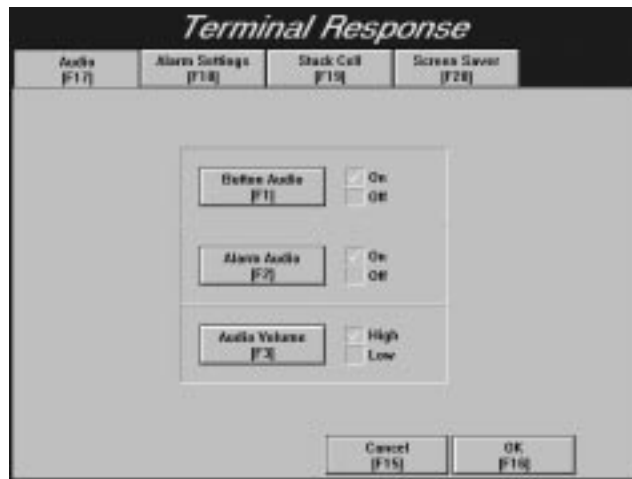 Terminal Response
Audio
[F17]
Alarm Settings
[F18]
Stuck Cell
[F19]
Screen Saver
[F20]
Button Audio
[F1]
On
Off
Alarm Audio
[F2]
On
Off
Audio Volume
[F3]
High
Low
Cancel
[F15]
OK
[F16]